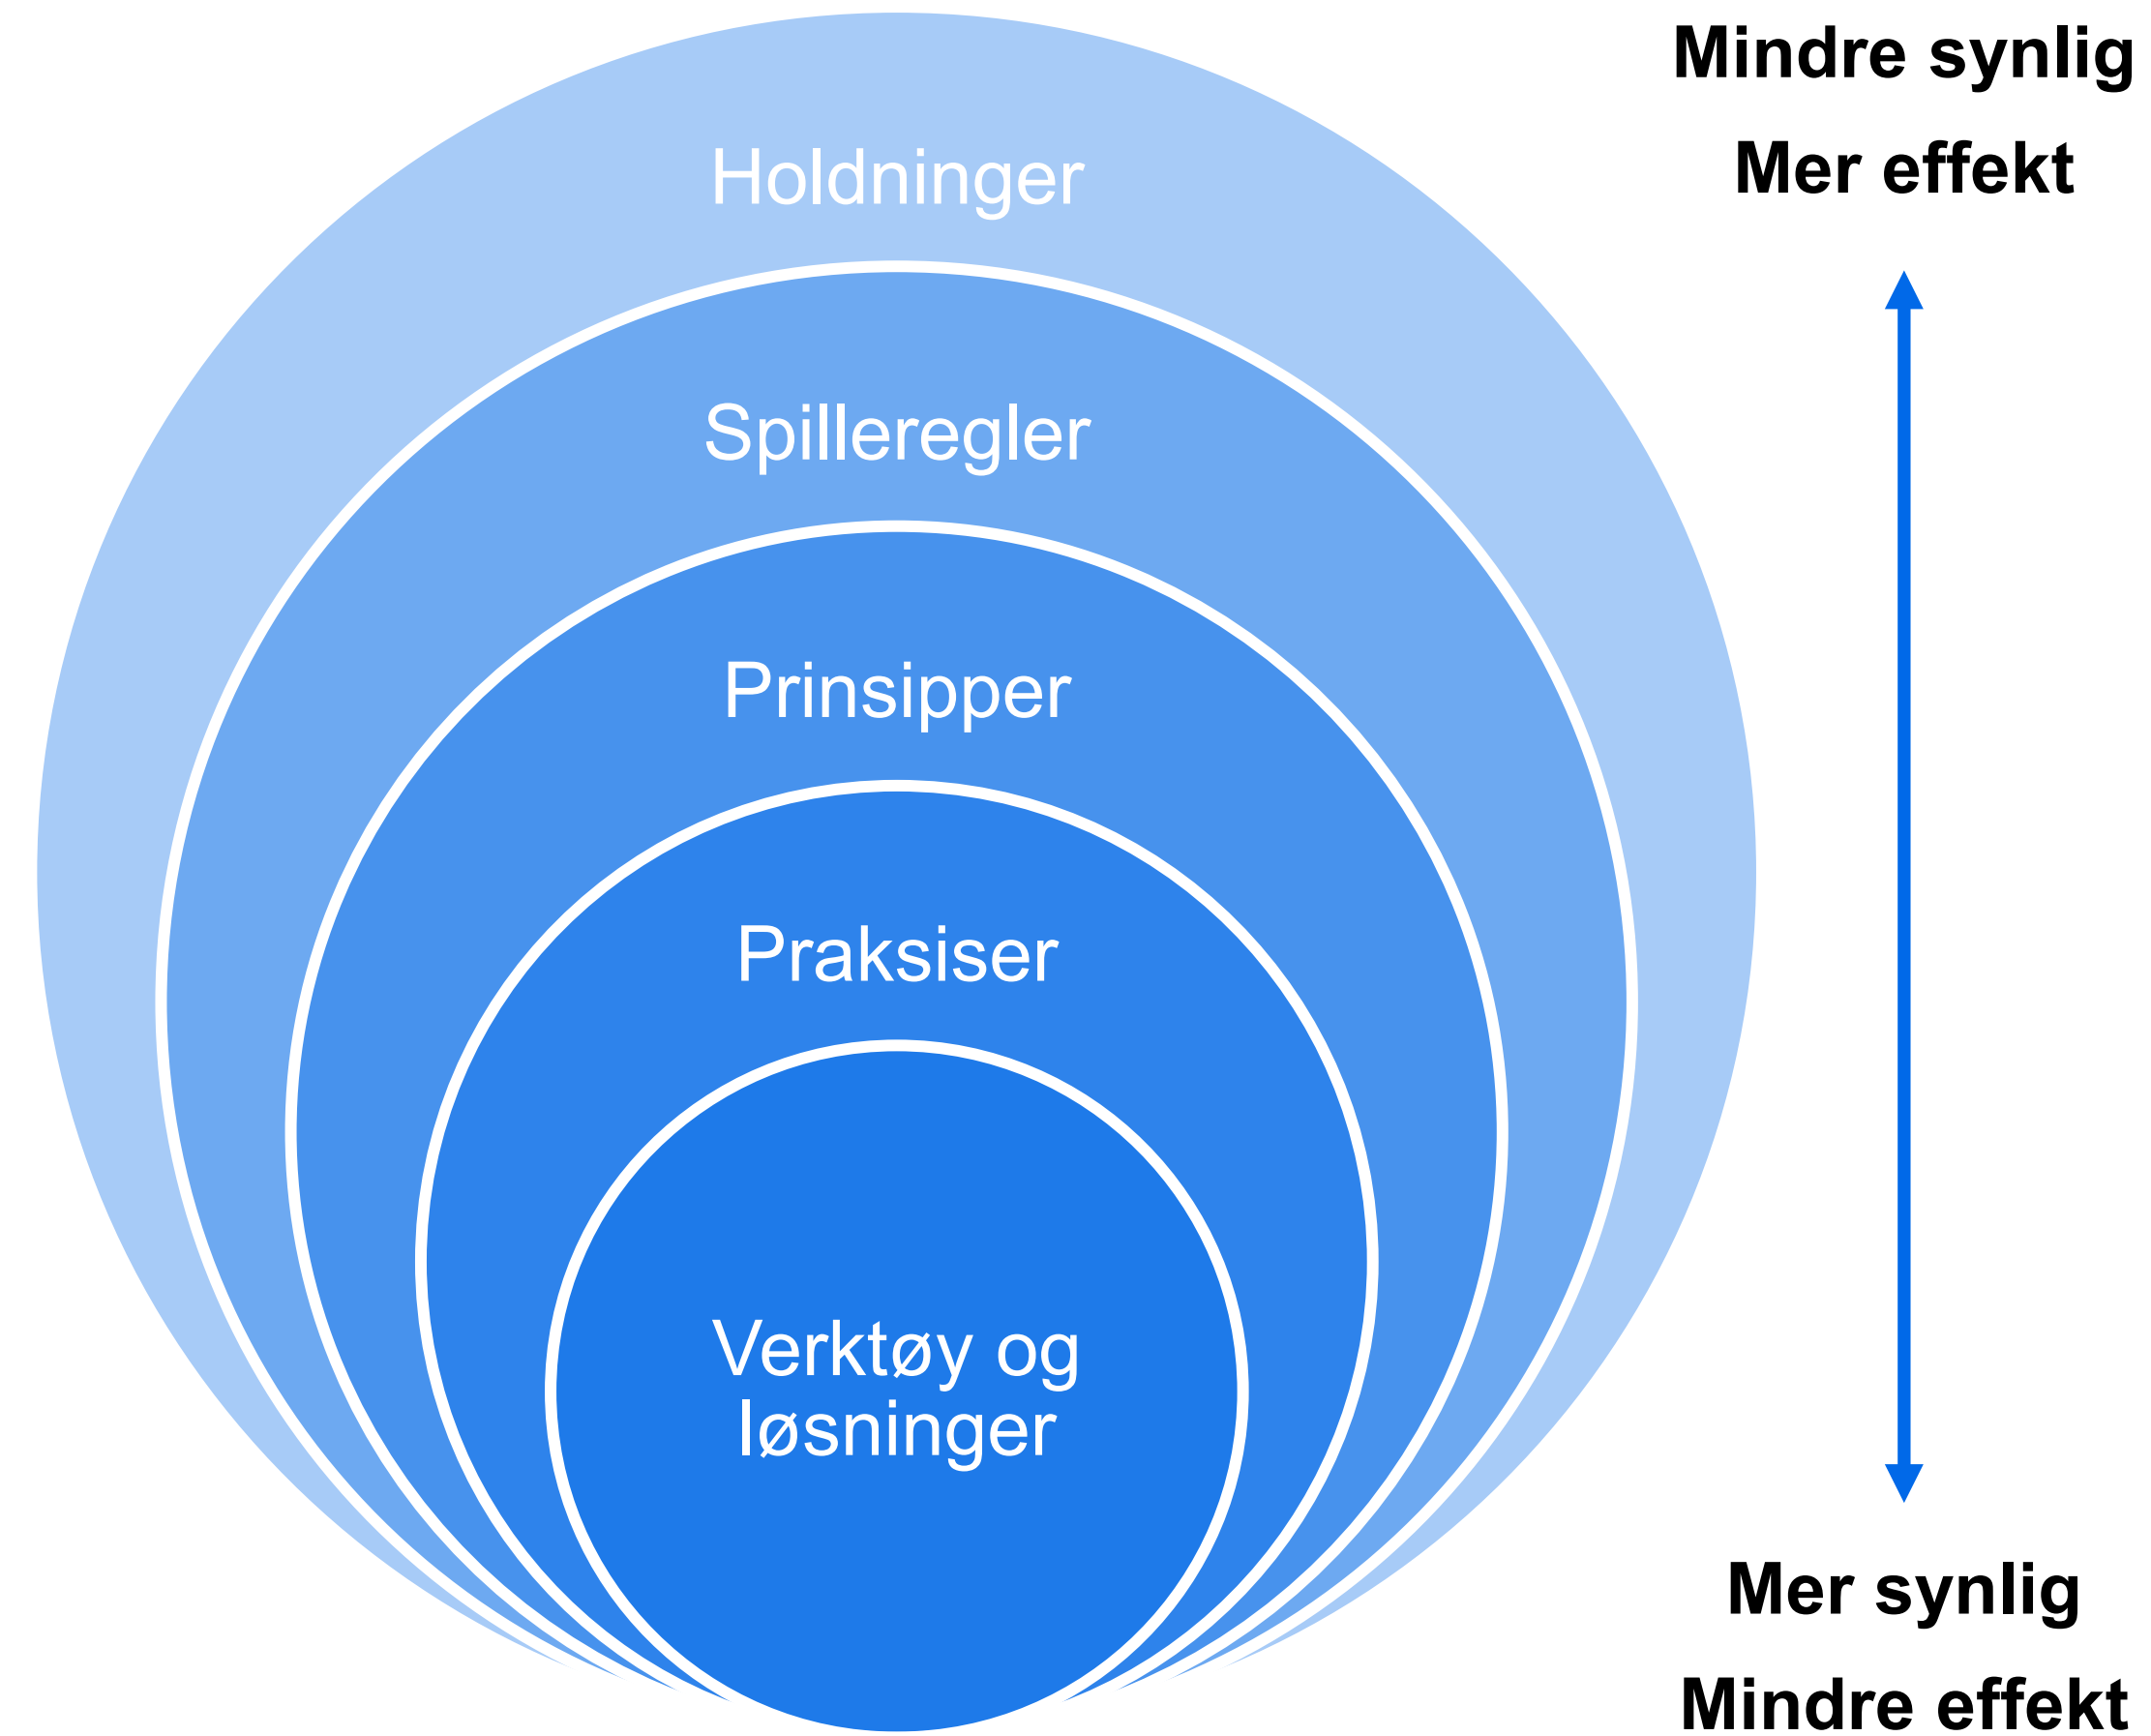 Holdninger
Spilleregler
Prinsipper
Praksiser
Verktøy og
løsninger
Mindre synlig
Mer effekt
Mer synlig
Mindre effekt